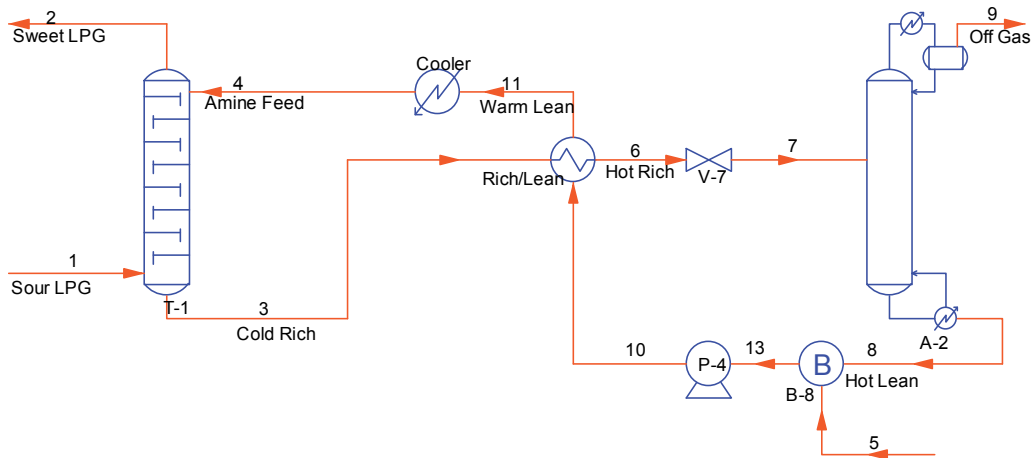 2
Sweet LPG
9
Off Gas
Cooler
4
Amine Feed
11
Warm Lean
6
Hot Rich
Rich/Lean
7
V-7
1
Sour LPG
T-1
3
Cold Rich
A-2
10
P-4
13
B
B-8
8
Hot Lean
5